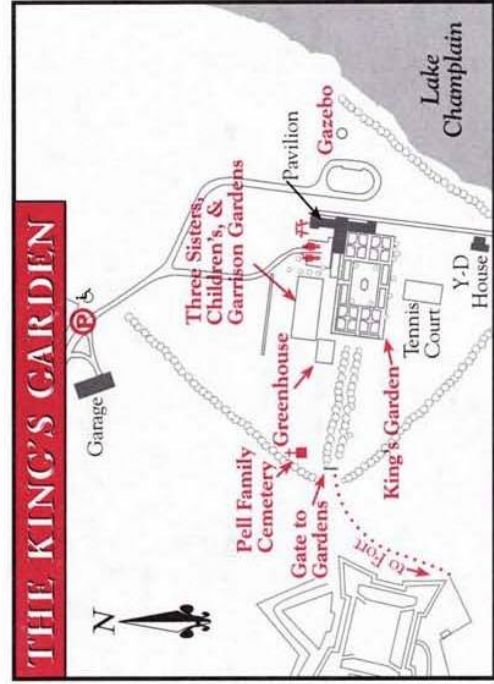 THE KING'S GARDEN
N
Garage
P
Three Sisters,
Children's, &
Garrison Gardens
Pavilion
Gazebo
Lake
Champlain
Greenhouse
Pell Family
Cemetery
Gate to
Gardens
to Fort
King's Garden
Tennis
Court
Y-D
House